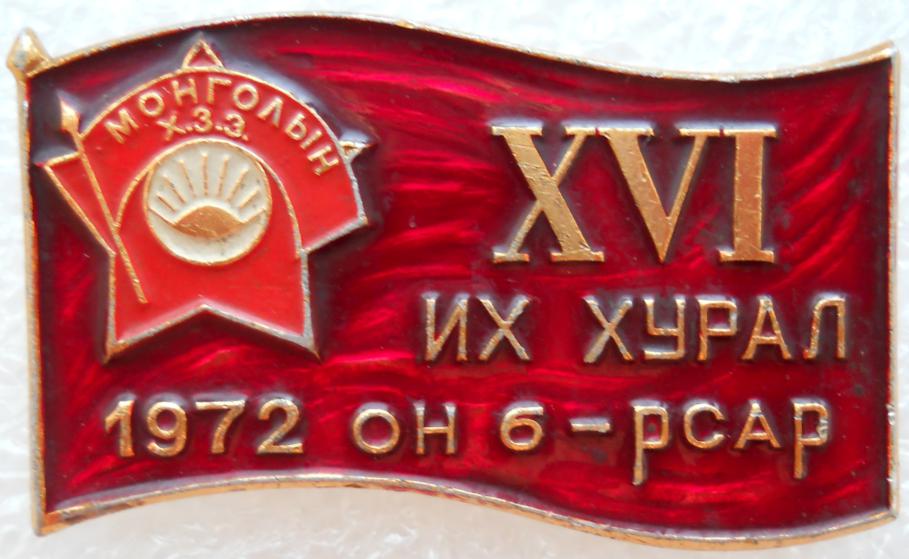 МОНГОЛЫН
Х.З.Э.
XVI
ИХ ХУРАЛ
1972 ОН 6-РСАР